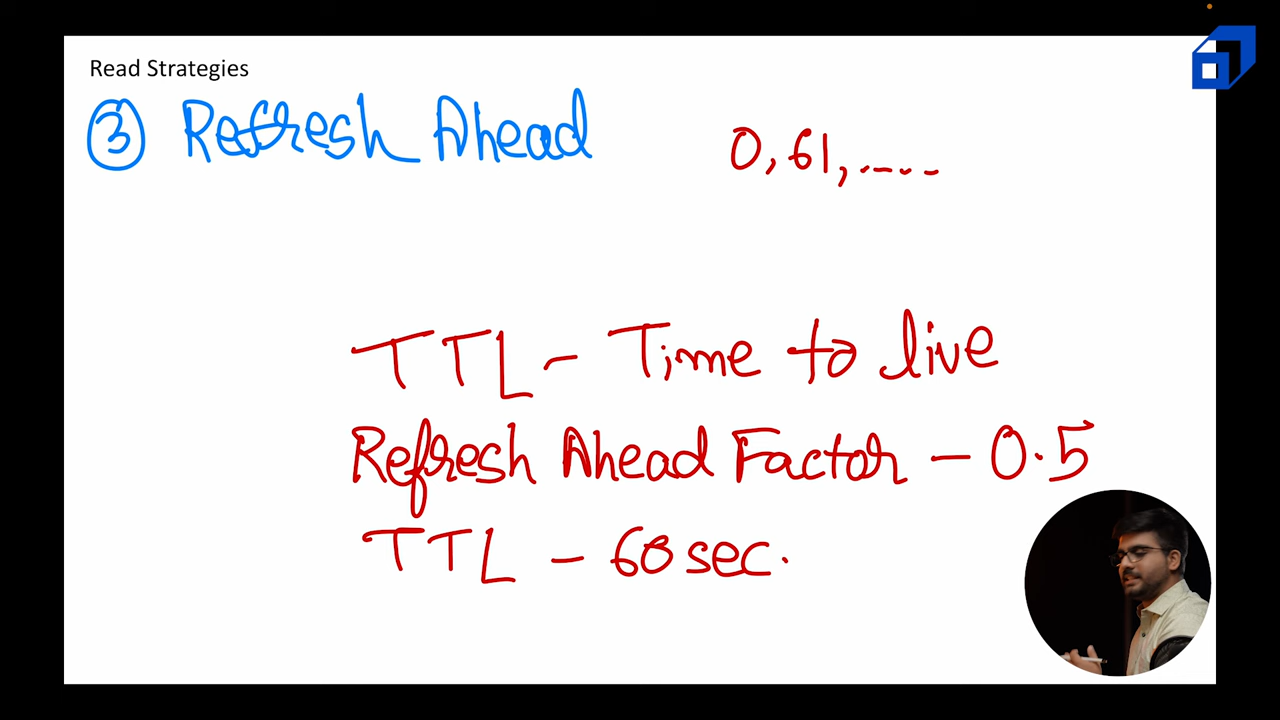 Read Strategies
③ Refresh Ahead
0, 61, .....
TTL - Time to live
Refresh Ahead Factor - 0.5
TTL - 60 sec.